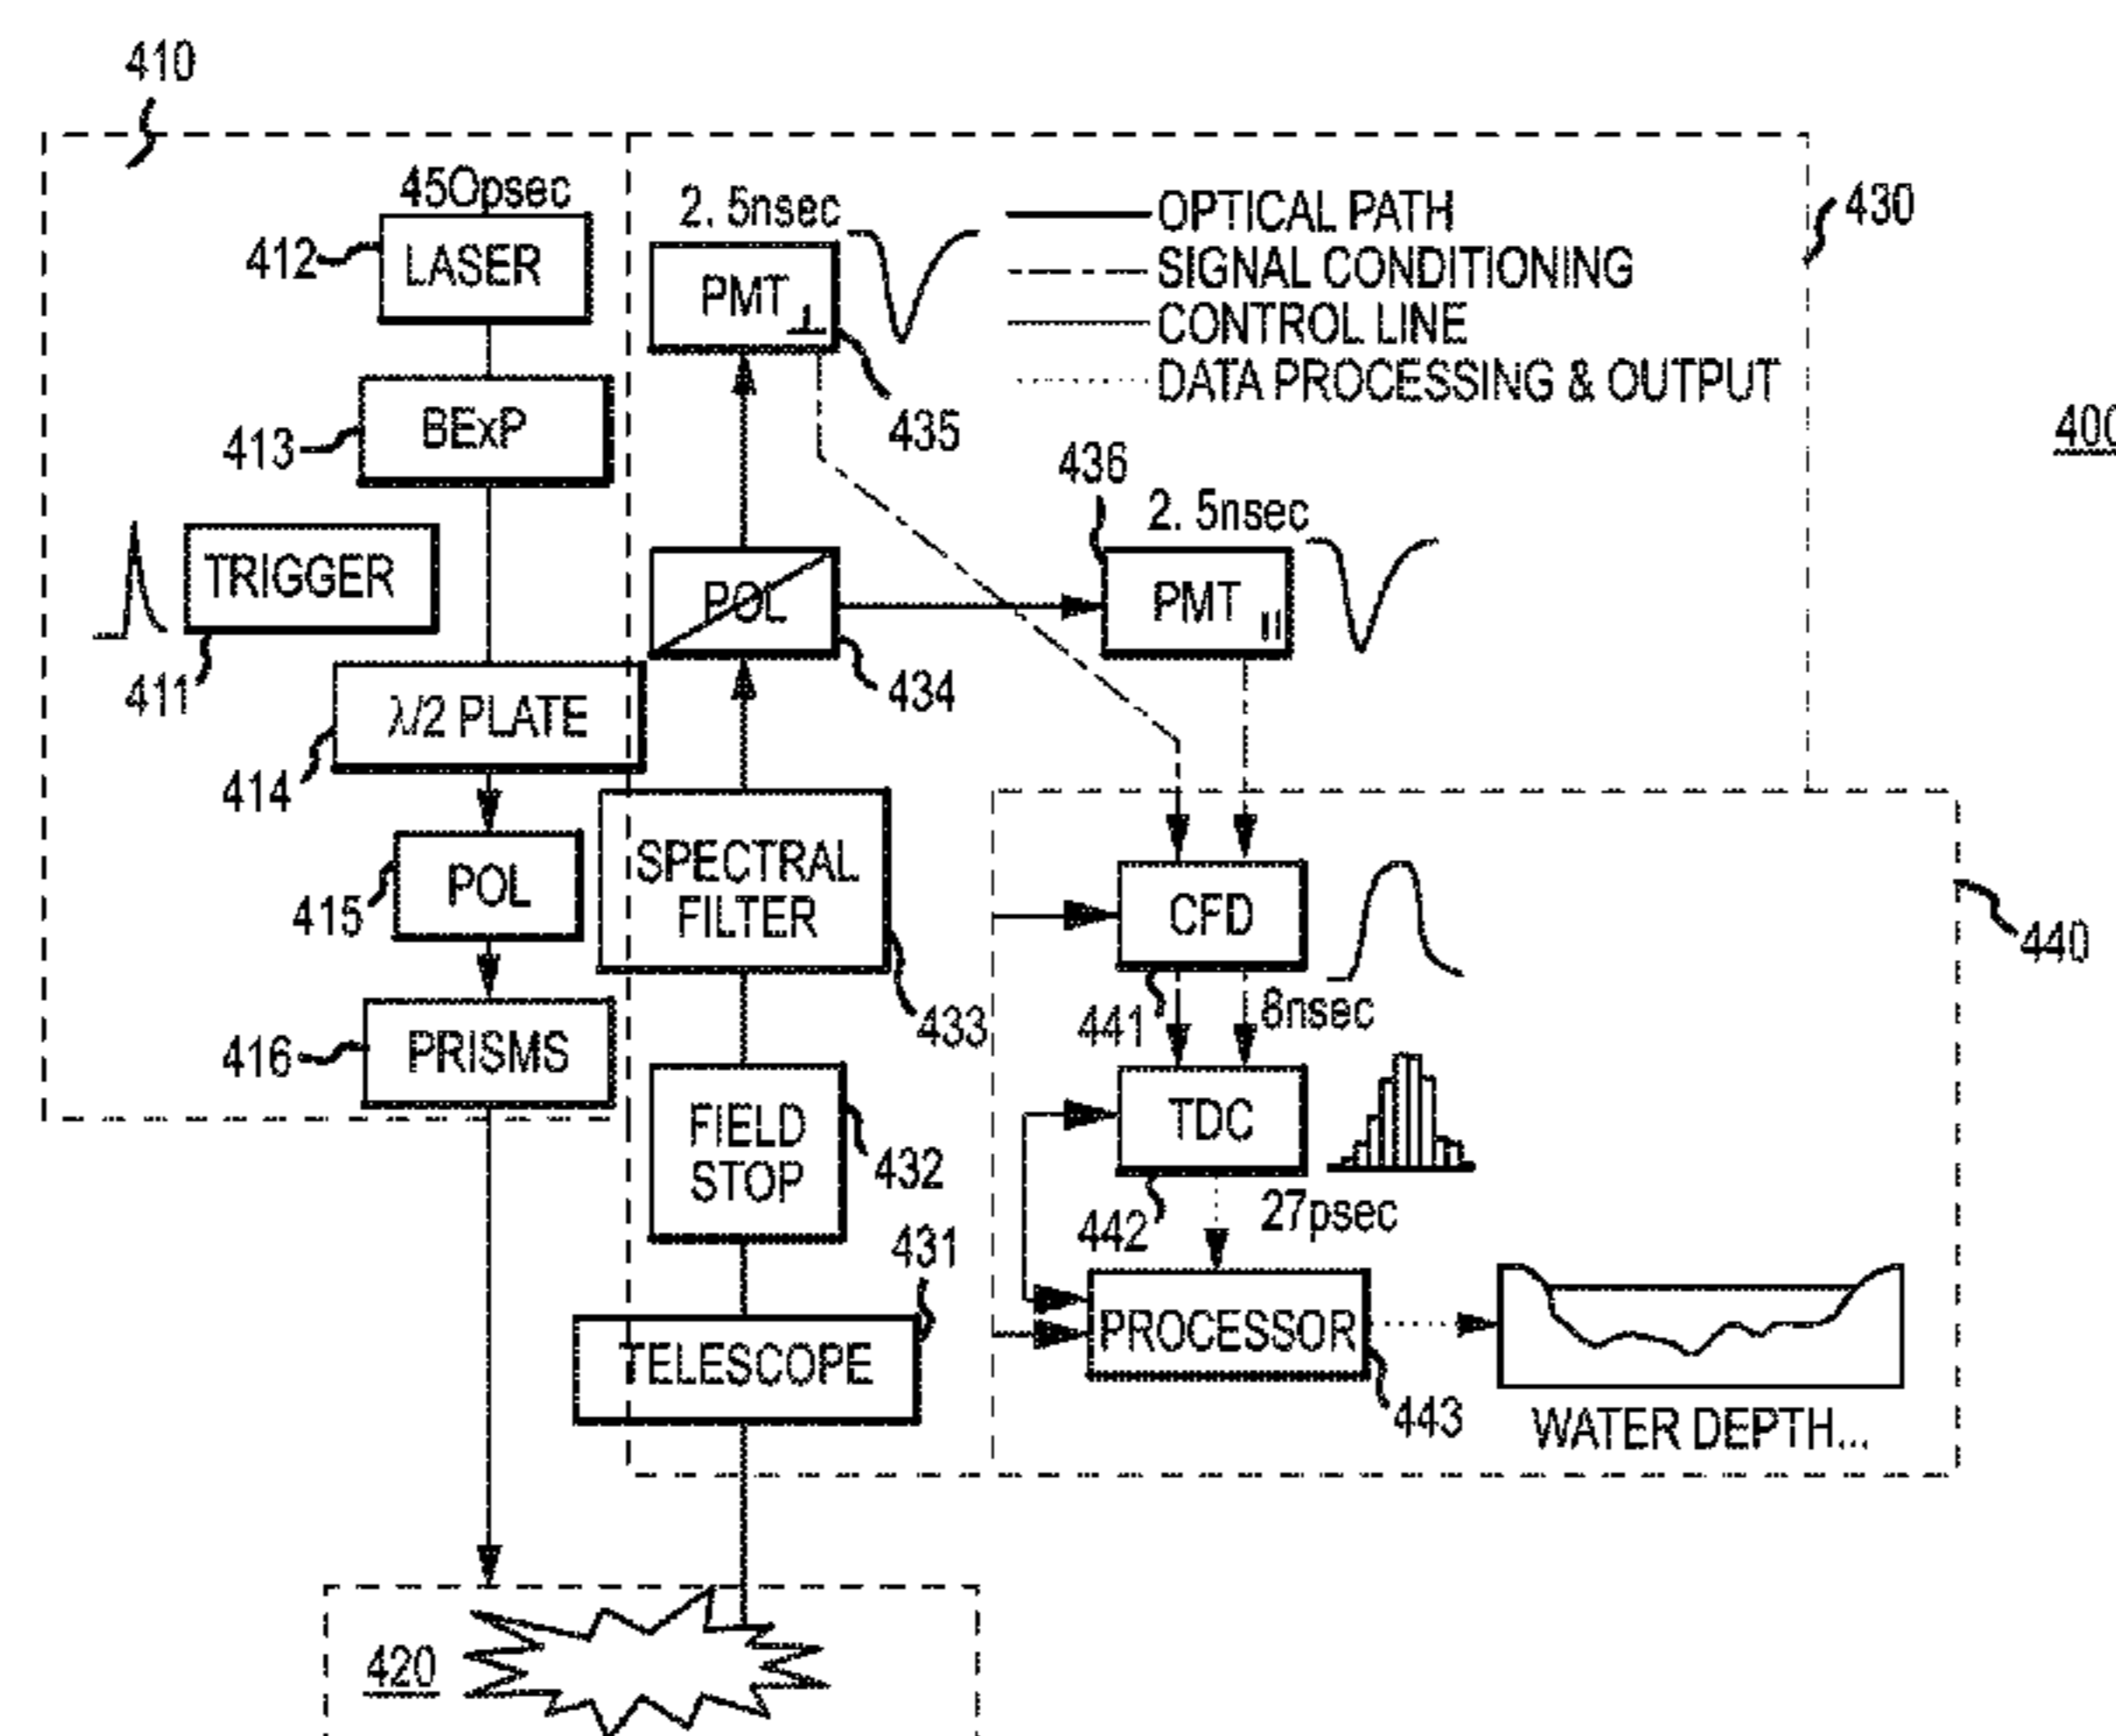 410
450psec
412
LASER
413
BExP
TRIGGER
411
λ/2 PLATE
414
415
POL
416
PRISMS
2. 5nsec
PMT ⊥
435
OPTICAL PATH
SIGNAL CONDITIONING
CONTROL LINE
DATA PROCESSING & OUTPUT
430
400
436
2. 5nsec
PMT ||
POL
434
SPECTRAL
FILTER
433
FIELD
STOP
432
431
TELESCOPE
CFD
441
8nsec
440
TDC
442
27psec
PROCESSOR
443
WATER DEPTH...
420